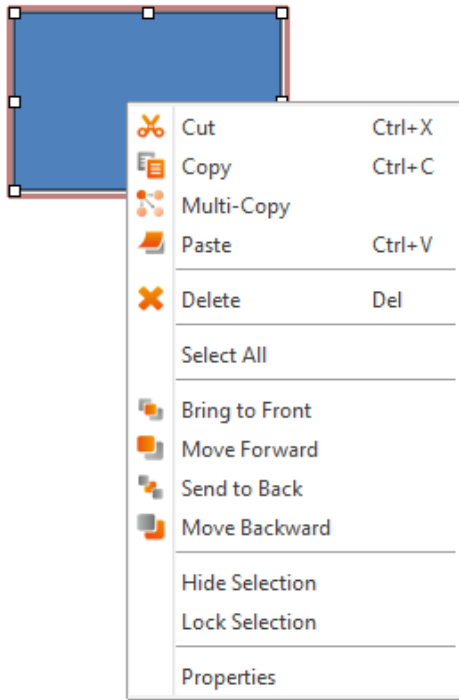 Cut Ctrl+X
Copy Ctrl+C
Multi-Copy
Paste Ctrl+V
Delete Del
Select All
Bring to Front
Move Forward
Send to Back
Move Backward
Hide Selection
Lock Selection
Properties